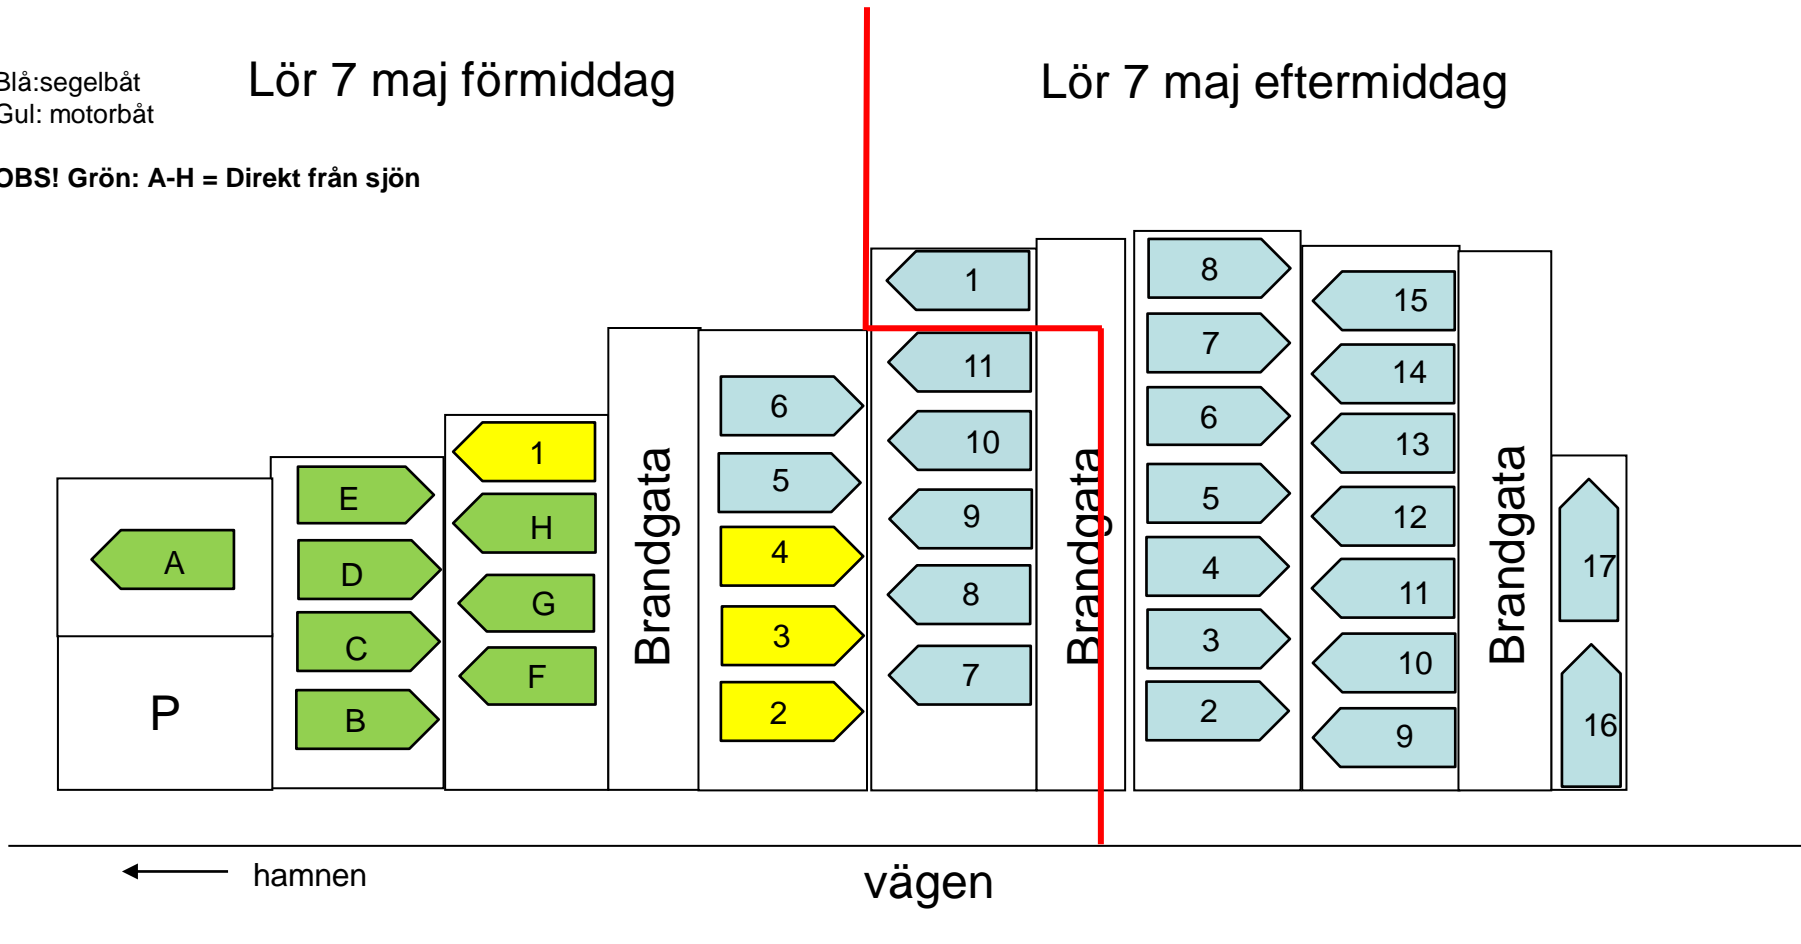 Lör 7 maj förmiddag
Lör 7 maj eftermiddag
Blå:segelbåt
Gul: motorbåt
OBS! Grön: A-H = Direkt från sjön
A
P
E
D
C
B
1
H
G
F
Brandgata
6
5
4
3
2
1
11
10
9
8
7
Brandgata
8
7
6
5
4
3
2
15
14
13
12
11
10
9
Brandgata
17
16
hamnen
vägen